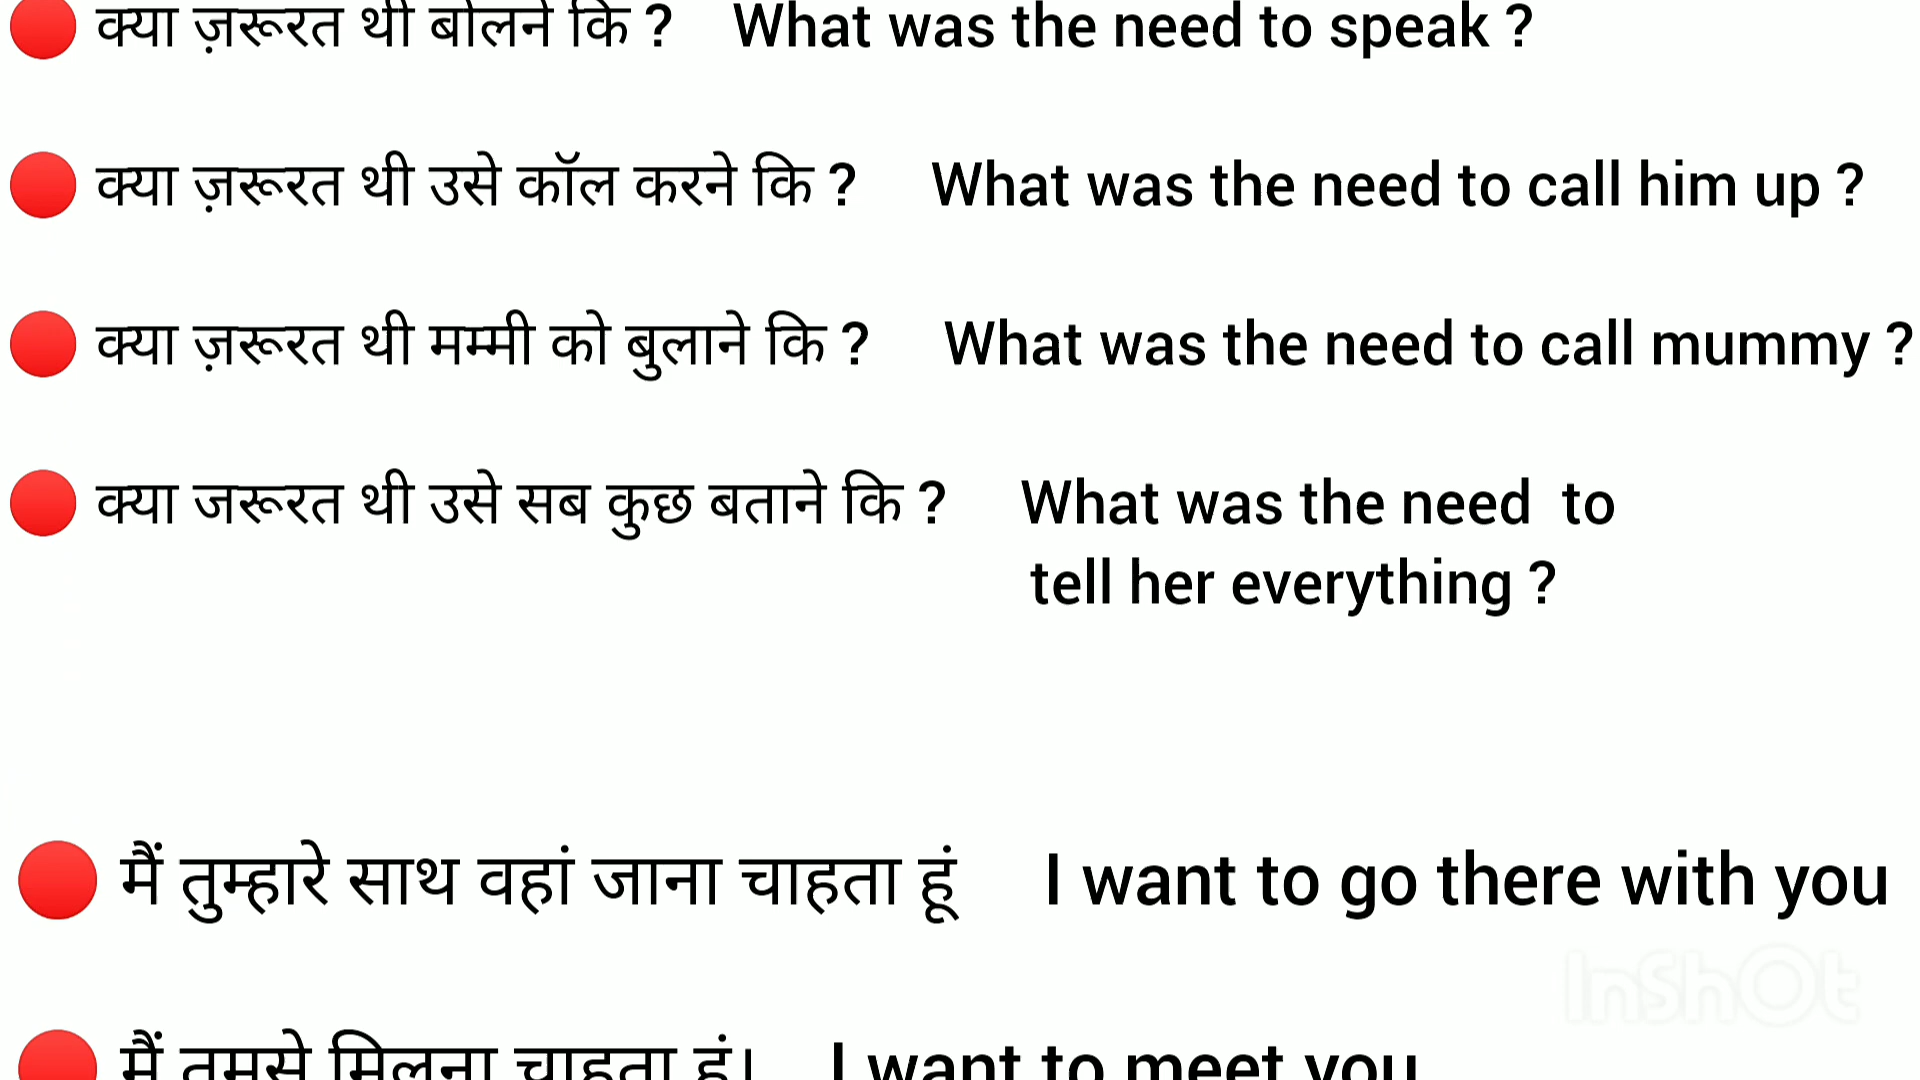 🔴 क्या ज़रूरत थी बोलने कि ? What was the need to speak ?
🔴 क्या ज़रूरत थी उसे कॉल करने कि ? What was the need to call him up ?
🔴 क्या ज़रूरत थी मम्मी को बुलाने कि ? What was the need to call mummy ?
🔴 क्या जरूरत थी उसे सब कुछ बताने कि ? What was the need to
tell her everything ?
🔴 मैं तुम्हारे साथ वहां जाना चाहता हूं I want to go there with you
InShOt
🔴 मैं तुमसे मिलना चाहता हूं। I want to meet you